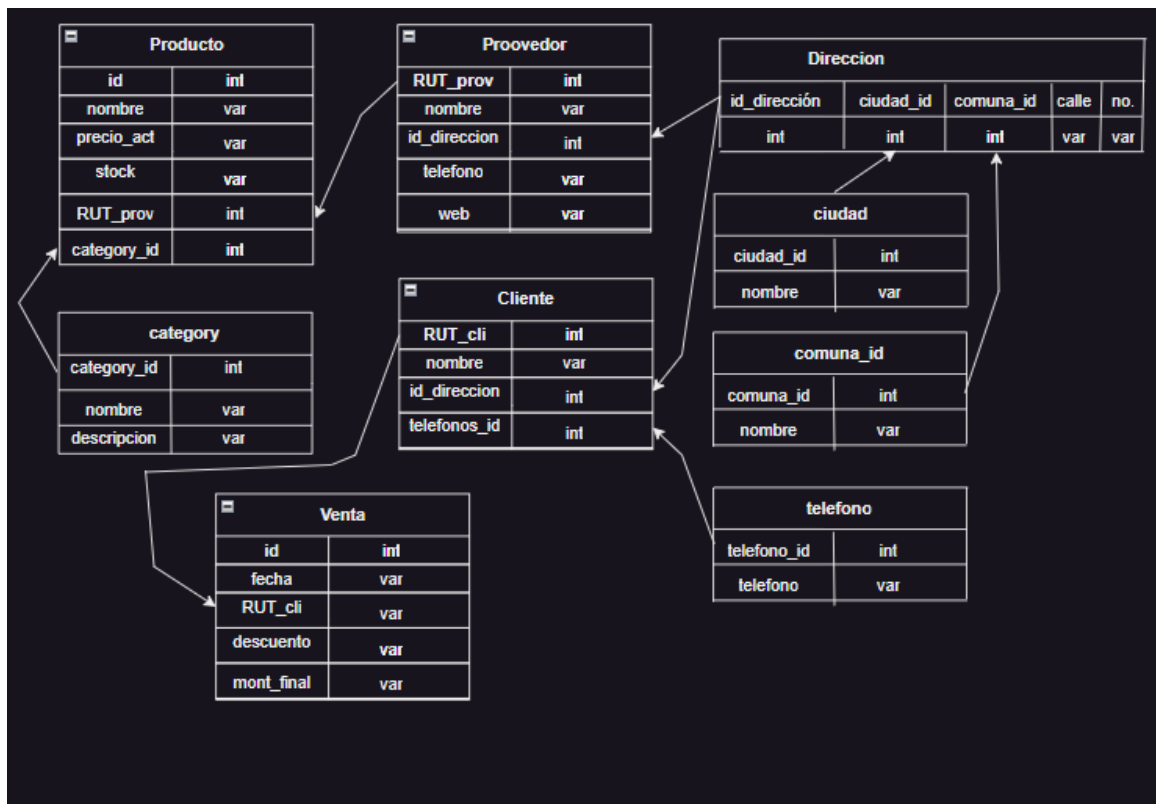 Producto
id int
nombre var
precio_act var
stock var
RUT_prov int
category_id int
Proovedor
RUT_prov int
nombre var
id_direccion int
telefono var
web var
Direccion
id_dirección ciudad_id comuna_id calle no.
int int int var var
ciudad
ciudad_id int
nombre var
category
category_id int
nombre var
descripcion var
Cliente
RUT_cli int
nombre var
id_direccion int
telefonos_id int
comuna_id
comuna_id int
nombre var
Venta
id int
fecha var
RUT_cli var
descuento var
mont_final var
telefono
telefono_id int
telefono var